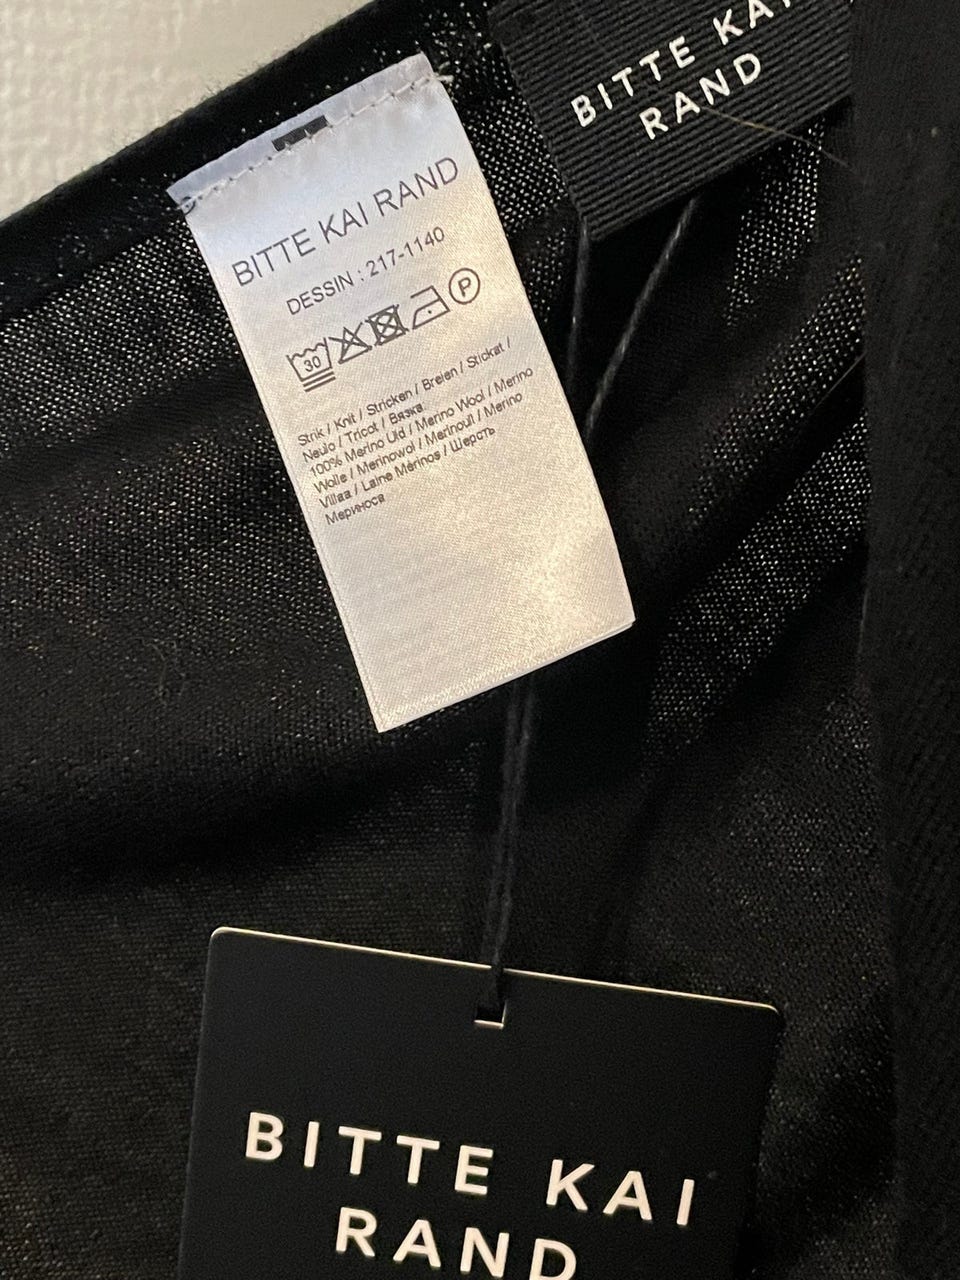 BITTE KAI
RAND
BITTE KAI RAND
DESSIN : 217-1140
30
P
Strik / Knit / Stricken / Breien / Stickat /
Neulo / Tricot / Вязка
100% Merino Uld / Merino Wool / Merino
Wolle / Merinowol / Merinoull / Merino
Villaa / Laine Mérinos / Шерсть
Мериноса
BITTE KAI
RAND